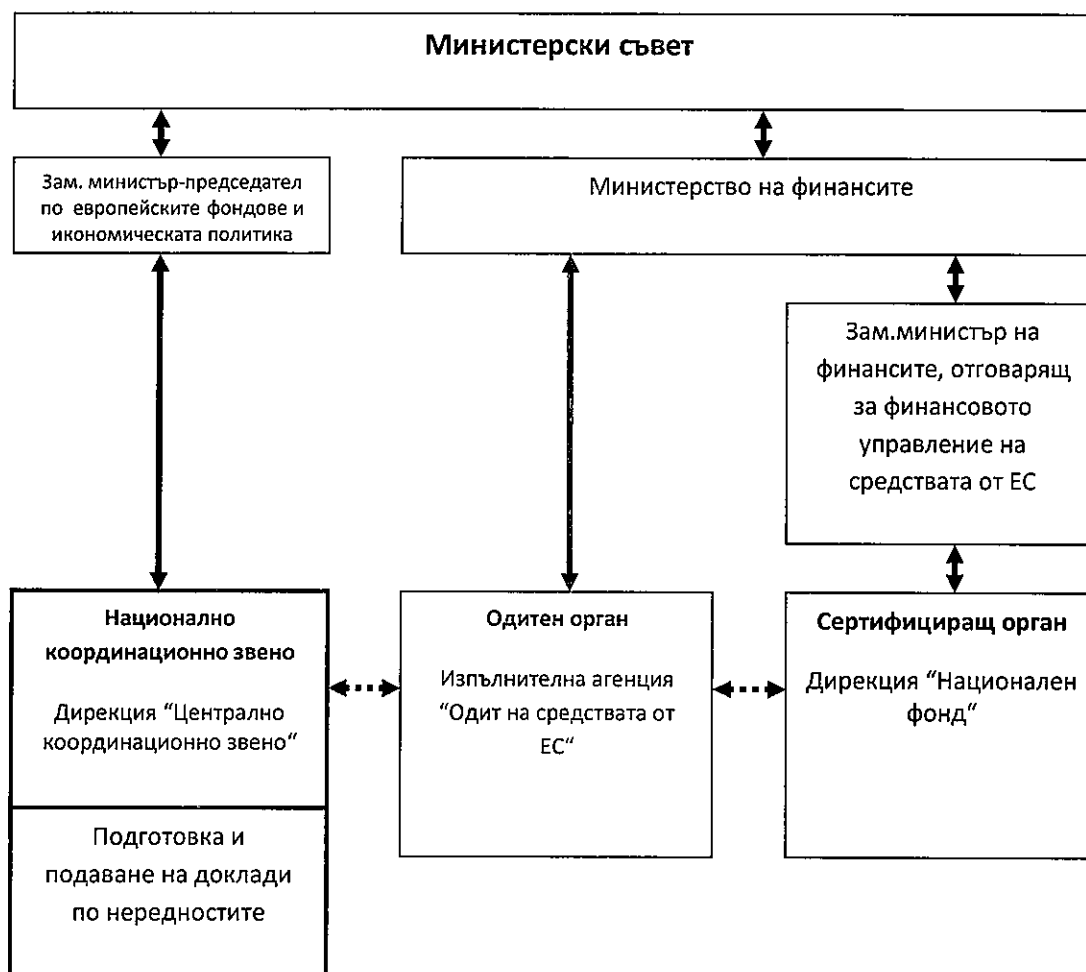 Министерски съвет
Зам. министър-председател
по европейските фондове и
икономическата политика
Министерство на финансите
Зам.министър на
финансите, отговарящ
за финансовото
управление на
средствата от ЕС
Национално
координационно звено
Дирекция “Централно
координационно звено“
Одитен орган
Изпълнителна агенция
“Одит на средствата от
ЕС“
Сертифициращ орган
Дирекция “Национален
фонд“
Подготовка и
подаване на доклади
по нередностите